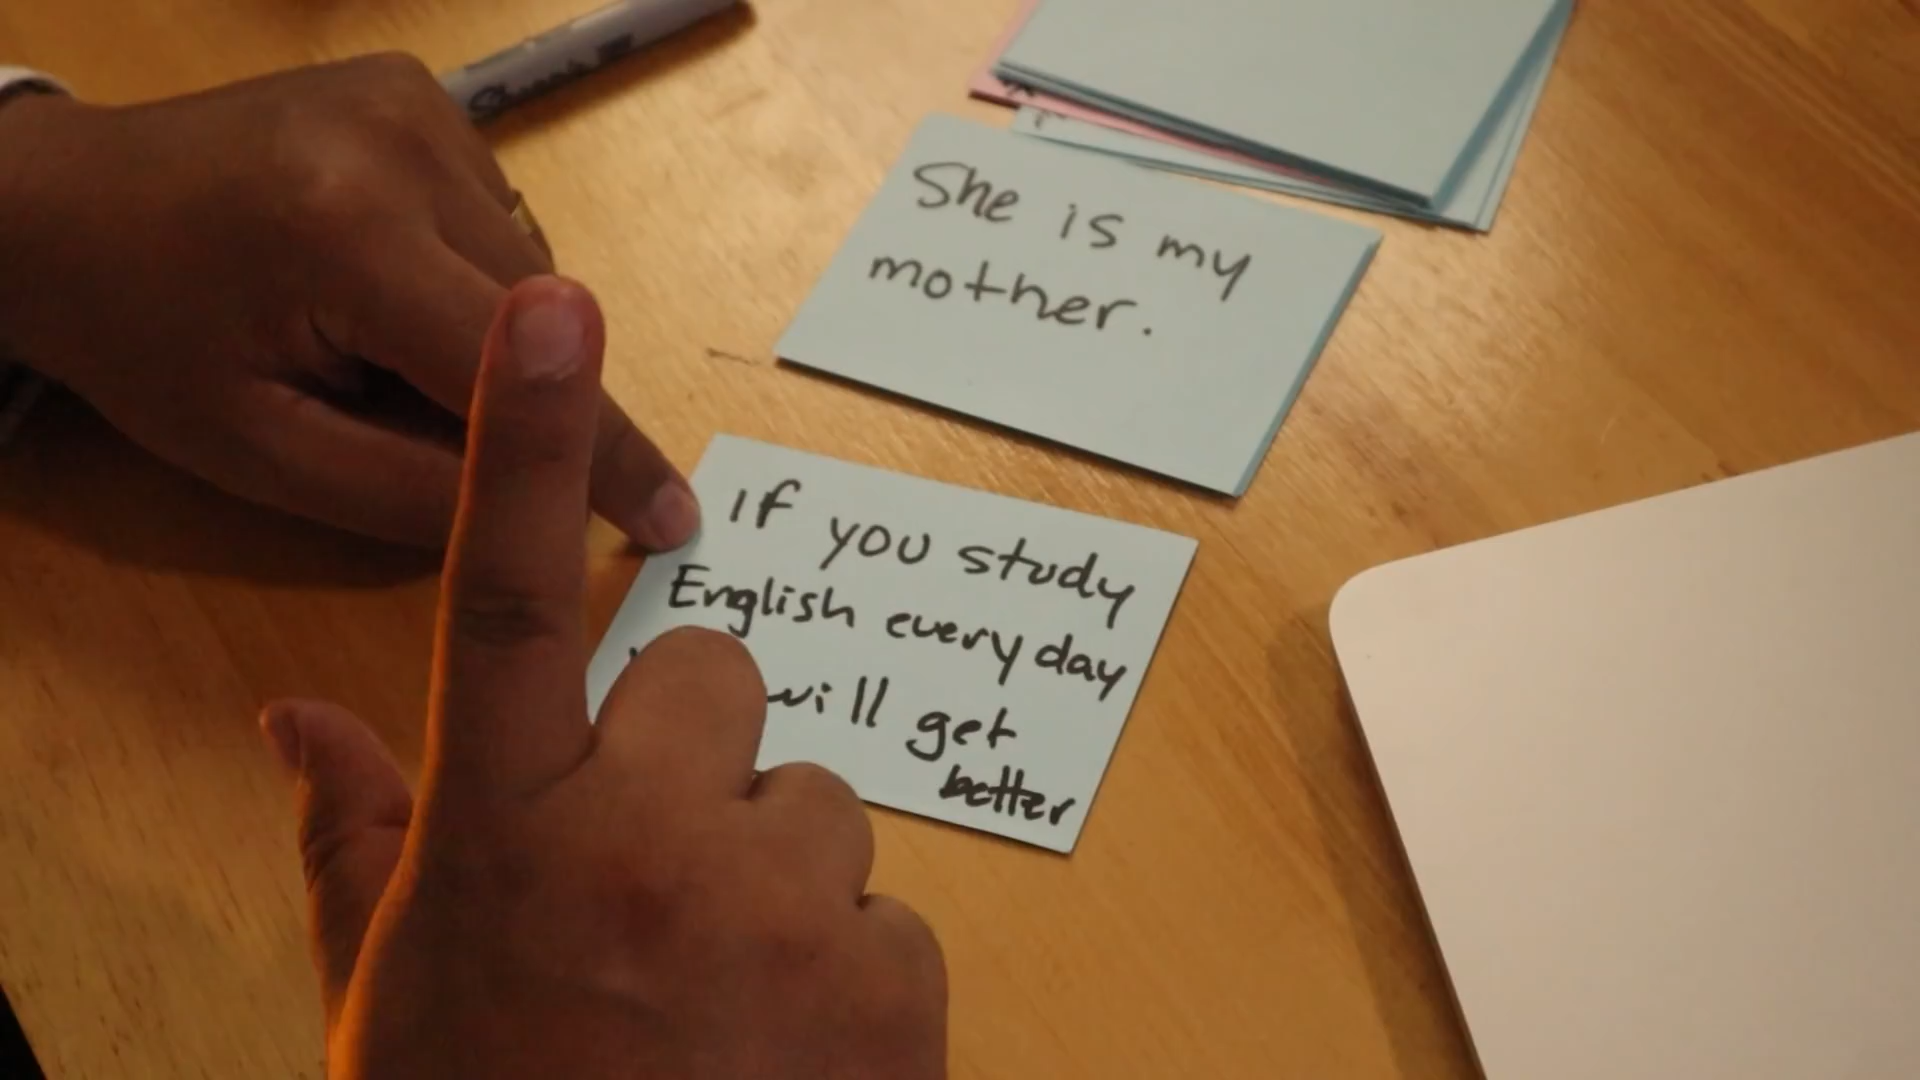 She is my
mother.
If you study
English every day
will get
better